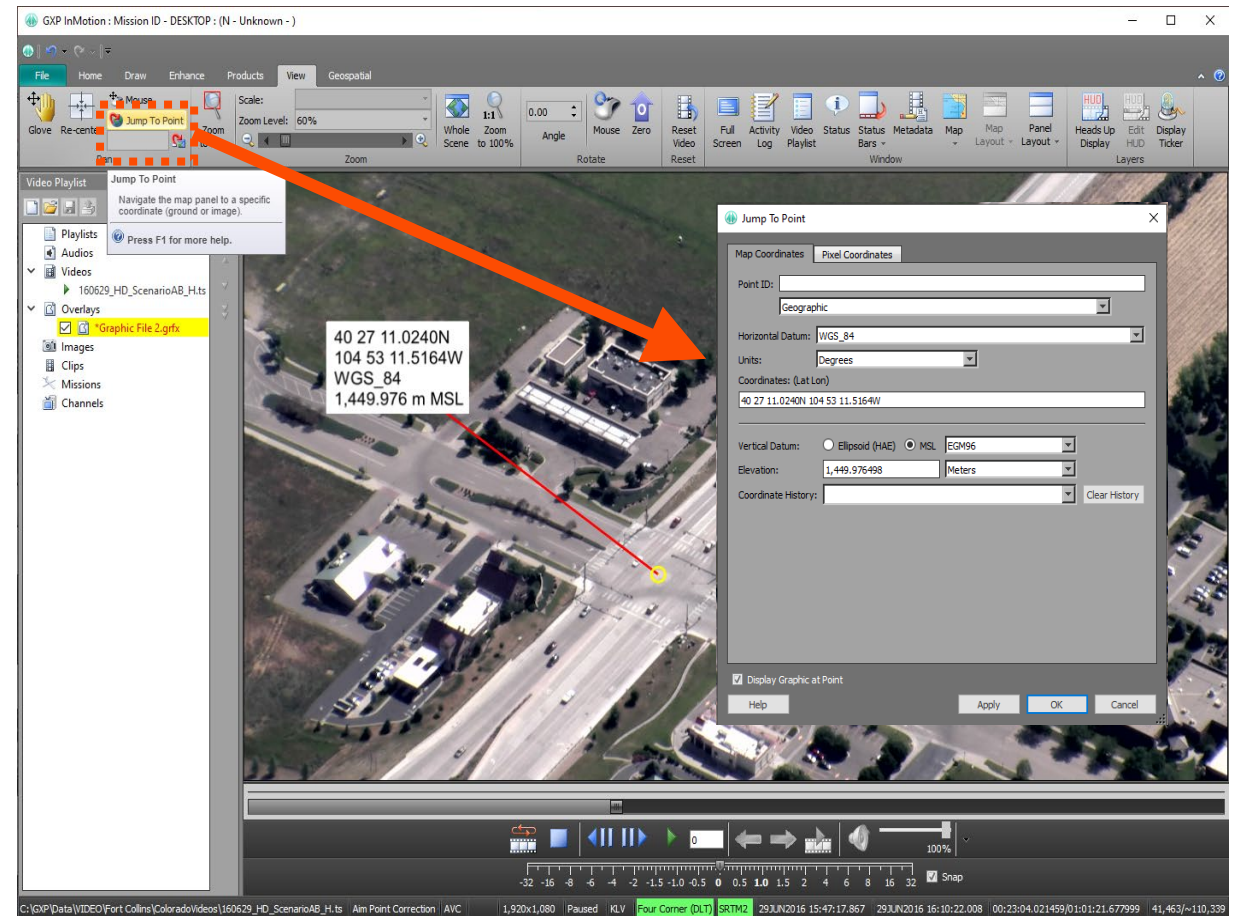 GXP InMotion : Mission ID - DESKTOP : (N - Unknown - )
File Home Draw Enhance Products View Geospatial
Glove
Re-cente
Mouse
Jump To Point
Pan
Zoom
to
Scale:
Zoom Level: 60%
Whole Scene
Zoom to 100%
Zoom
0.00
Angle
Mouse
Zero
Rotate
Reset Video
Reset
Full Screen
Activity Log
Video Playlist
Status
Status Bars
Metadata
Map
Map Layout
Panel Layout
Window
HUD
Heads Up Display
HUD
Edit HUD
Display Ticker
Layers
Jump To Point
Navigate the map panel to a specific
coordinate (ground or image).
Press F1 for more help.
Video Playlist
Playlists
Audios
Videos
160629_HD_ScenarioAB_H.ts
Overlays
*Graphic File 2.grfx
Images
Clips
Missions
Channels
40 27 11.0240N
104 53 11.5164W
WGS_84
1,449.976 m MSL
Jump To Point
Map Coordinates Pixel Coordinates
Point ID:
Geographic
Horizontal Datum: WGS_84
Units: Degrees
Coordinates: (Lat Lon)
40 27 11.0240N 104 53 11.5164W
Vertical Datum: Ellipsoid (HAE) MSL EGM96
Elevation: 1,449.976498 Meters
Coordinate History: Clear History
Display Graphic at Point
Help Apply OK Cancel
0
100%
-32 -16 -8 -6 -4 -2 -1.5 -1.0 -0.5 0 0.5 1.0 1.5 2 4 6 8 16 32 Snap
C:\GXP\Data\VIDEO\Fort Collins\ColoradoVideos\160629_HD_ScenarioAB_H.ts Aim Point Correction AVC 1,920x1,080 Paused KLV Four Corner (DLT) SRTM2 29JUN2016 15:47:17.867 29JUN2016 16:10:22.008 00:23:04.021459/01:01:21.677999 41,463/~110,339